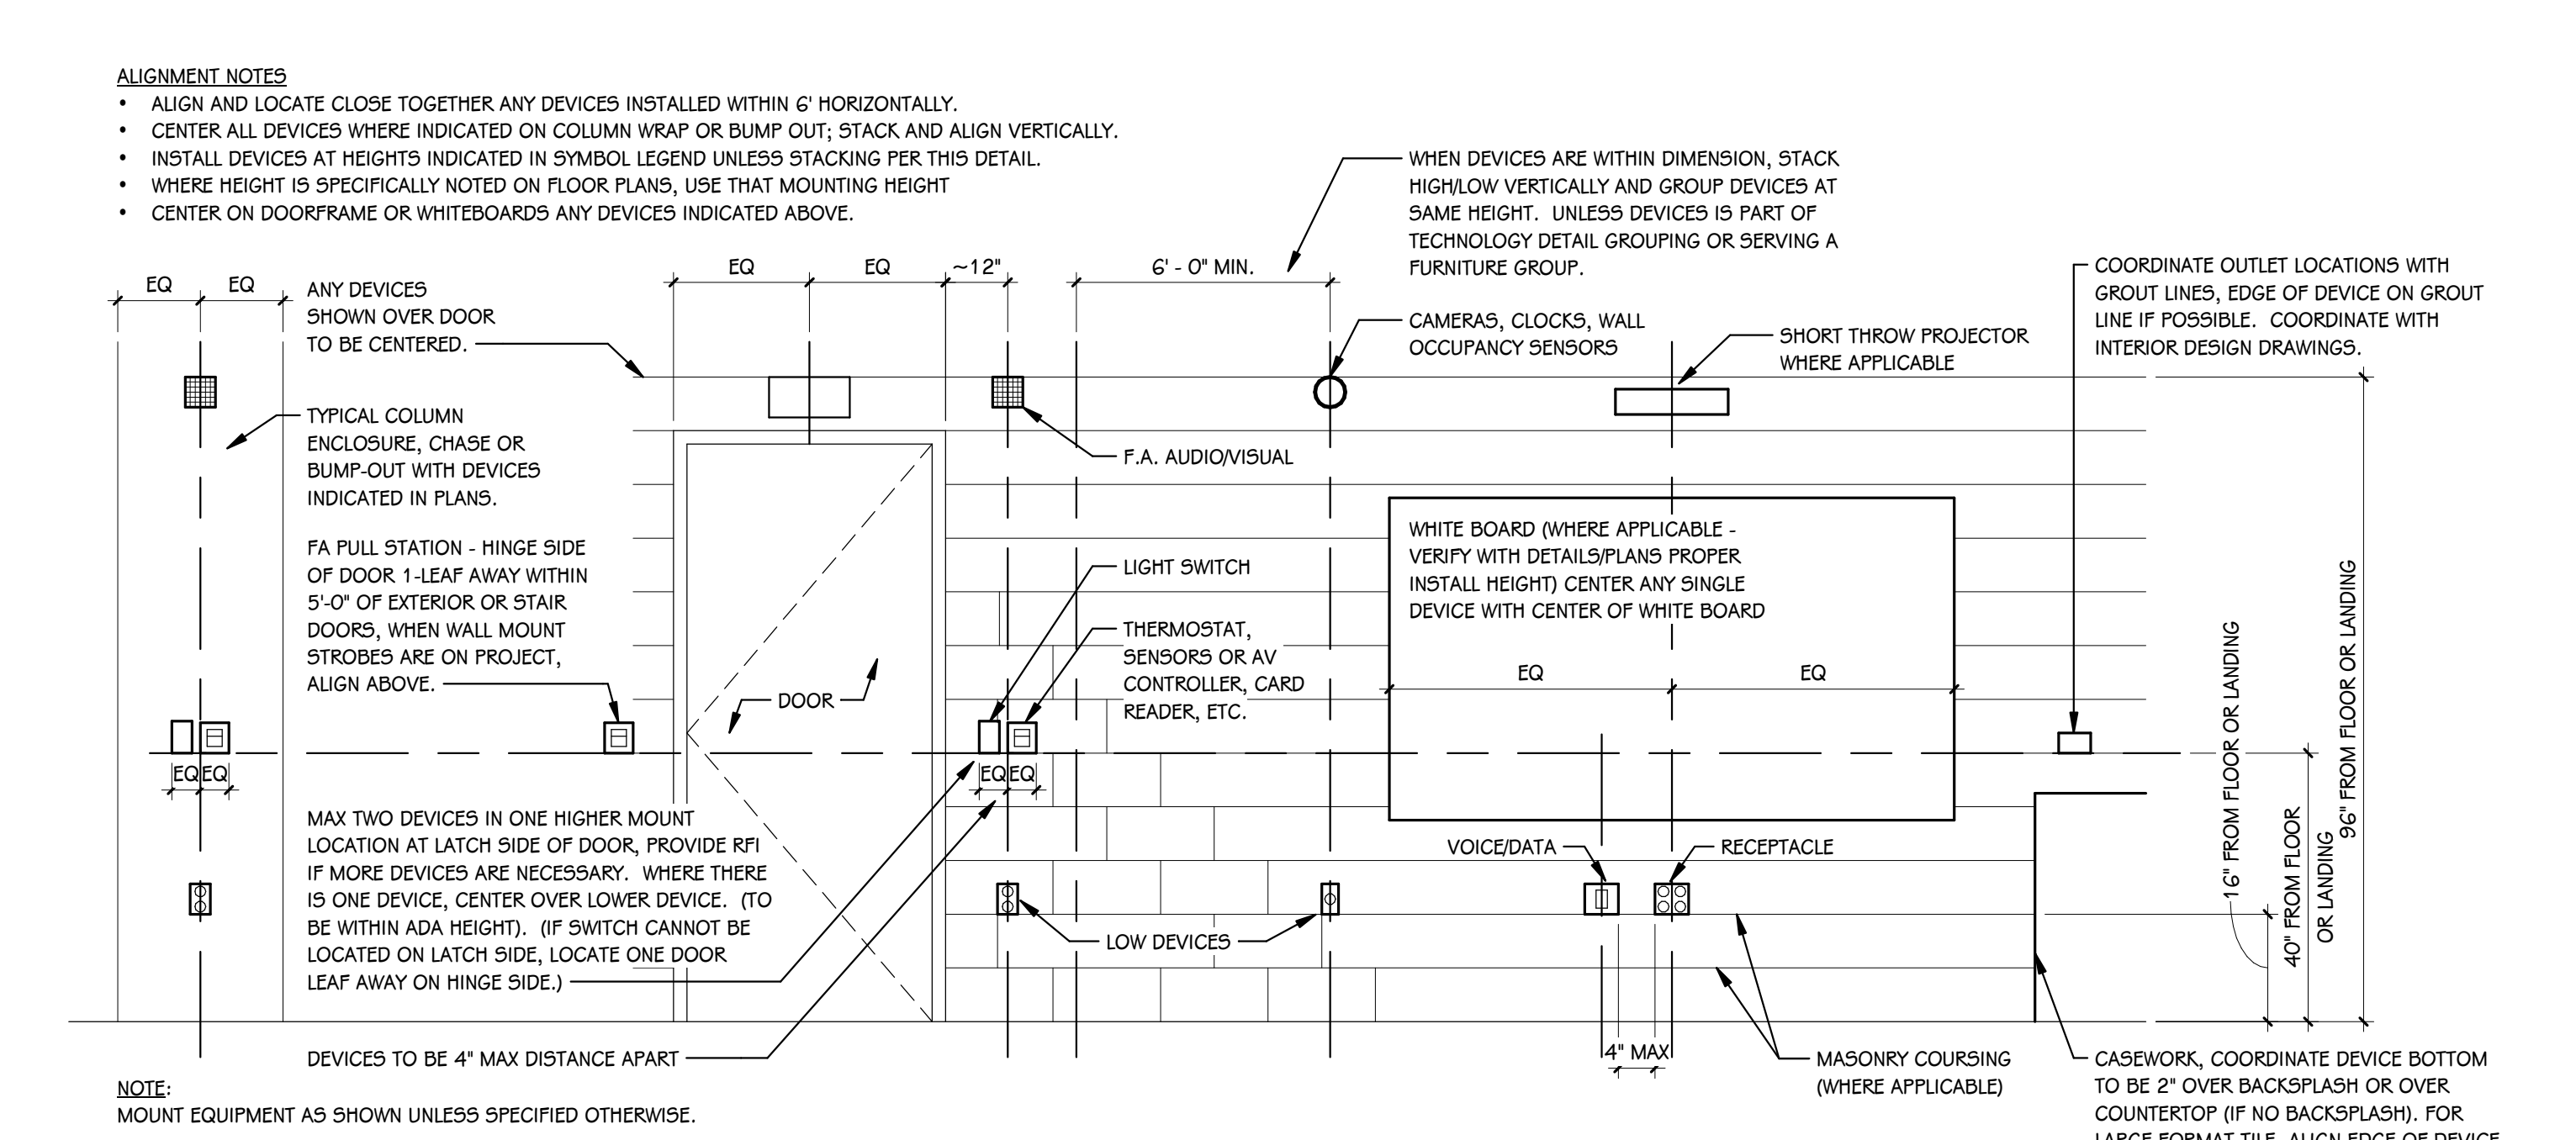 ALIGNMENT NOTES
• ALIGN AND LOCATE CLOSE TOGETHER ANY DEVICES INSTALLED WITHIN 6' HORIZONTALLY.
• CENTER ALL DEVICES WHERE INDICATED ON COLUMN WRAP OR BUMP OUT; STACK AND ALIGN VERTICALLY.
• INSTALL DEVICES AT HEIGHTS INDICATED IN SYMBOL LEGEND UNLESS STACKING PER THIS DETAIL.
• WHERE HEIGHT IS SPECIFICALLY NOTED ON FLOOR PLANS, USE THAT MOUNTING HEIGHT
• CENTER ON DOORFRAME OR WHITEBOARDS ANY DEVICES INDICATED ABOVE.
WHEN DEVICES ARE WITHIN DIMENSION, STACK
HIGH/LOW VERTICALLY AND GROUP DEVICES AT
SAME HEIGHT. UNLESS DEVICES IS PART OF
TECHNOLOGY DETAIL GROUPING OR SERVING A
FURNITURE GROUP.
EQ
EQ
ANY DEVICES
SHOWN OVER DOOR
TO BE CENTERED.
EQ
EQ
~12"
6' - 0" MIN.
CAMERAS, CLOCKS, WALL
OCCUPANCY SENSORS
SHORT THROW PROJECTOR
WHERE APPLICABLE
COORDINATE OUTLET LOCATIONS WITH
GROUT LINES, EDGE OF DEVICE ON GROUT
LINE IF POSSIBLE. COORDINATE WITH
INTERIOR DESIGN DRAWINGS.
TYPICAL COLUMN
ENCLOSURE, CHASE OR
BUMP-OUT WITH DEVICES
INDICATED IN PLANS.
F.A. AUDIO/VISUAL
FA PULL STATION - HINGE SIDE
OF DOOR 1-LEAF AWAY WITHIN
5'-0" OF EXTERIOR OR STAIR
DOORS, WHEN WALL MOUNT
STROBES ARE ON PROJECT,
ALIGN ABOVE.
DOOR
LIGHT SWITCH
THERMOSTAT,
SENSORS OR AV
CONTROLLER, CARD
READER, ETC.
WHITE BOARD (WHERE APPLICABLE -
VERIFY WITH DETAILS/PLANS PROPER
INSTALL HEIGHT) CENTER ANY SINGLE
DEVICE WITH CENTER OF WHITE BOARD
EQ
EQ
EQ
EQ
EQ
EQ
MAX TWO DEVICES IN ONE HIGHER MOUNT
LOCATION AT LATCH SIDE OF DOOR, PROVIDE RFI
IF MORE DEVICES ARE NECESSARY. WHERE THERE
IS ONE DEVICE, CENTER OVER LOWER DEVICE. (TO
BE WITHIN ADA HEIGHT). (IF SWITCH CANNOT BE
LOCATED ON LATCH SIDE, LOCATE ONE DOOR
LEAF AWAY ON HINGE SIDE.)
VOICE/DATA
RECEPTACLE
LOW DEVICES
16" FROM FLOOR OR LANDING
40" FROM FLOOR
OR LANDING
96" FROM FLOOR OR LANDING
DEVICES TO BE 4" MAX DISTANCE APART
4" MAX
MASONRY COURSING
(WHERE APPLICABLE)
CASEWORK, COORDINATE DEVICE BOTTOM
TO BE 2" OVER BACKSPLASH OR OVER
COUNTERTOP (IF NO BACKSPLASH). FOR
LARGE FORMAT TILE, ALIGN EDGE OF DEVICE
NOTE:
MOUNT EQUIPMENT AS SHOWN UNLESS SPECIFIED OTHERWISE.